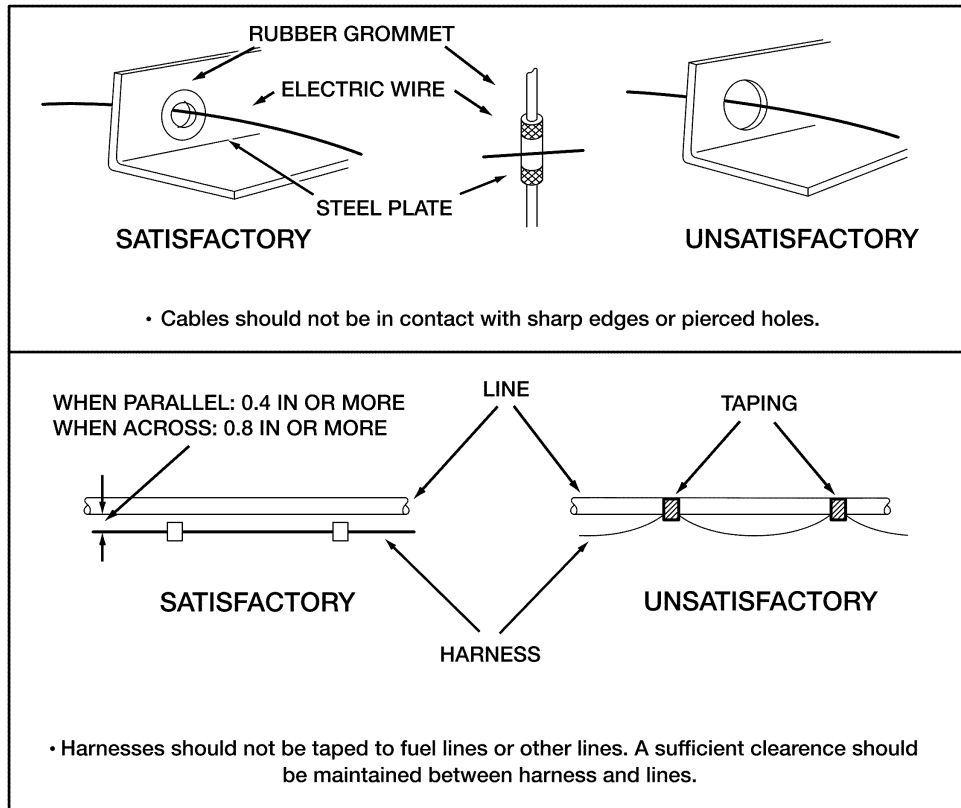 RUBBER GROMMET
ELECTRIC WIRE
STEEL PLATE
SATISFACTORY
UNSATISFACTORY
• Cables should not be in contact with sharp edges or pierced holes.
WHEN PARALLEL: 0.4 IN OR MORE
WHEN ACROSS: 0.8 IN OR MORE
LINE
TAPING
SATISFACTORY
UNSATISFACTORY
HARNESS
• Harnesses should not be taped to fuel lines or other lines. A sufficient clearence should
be maintained between harness and lines.